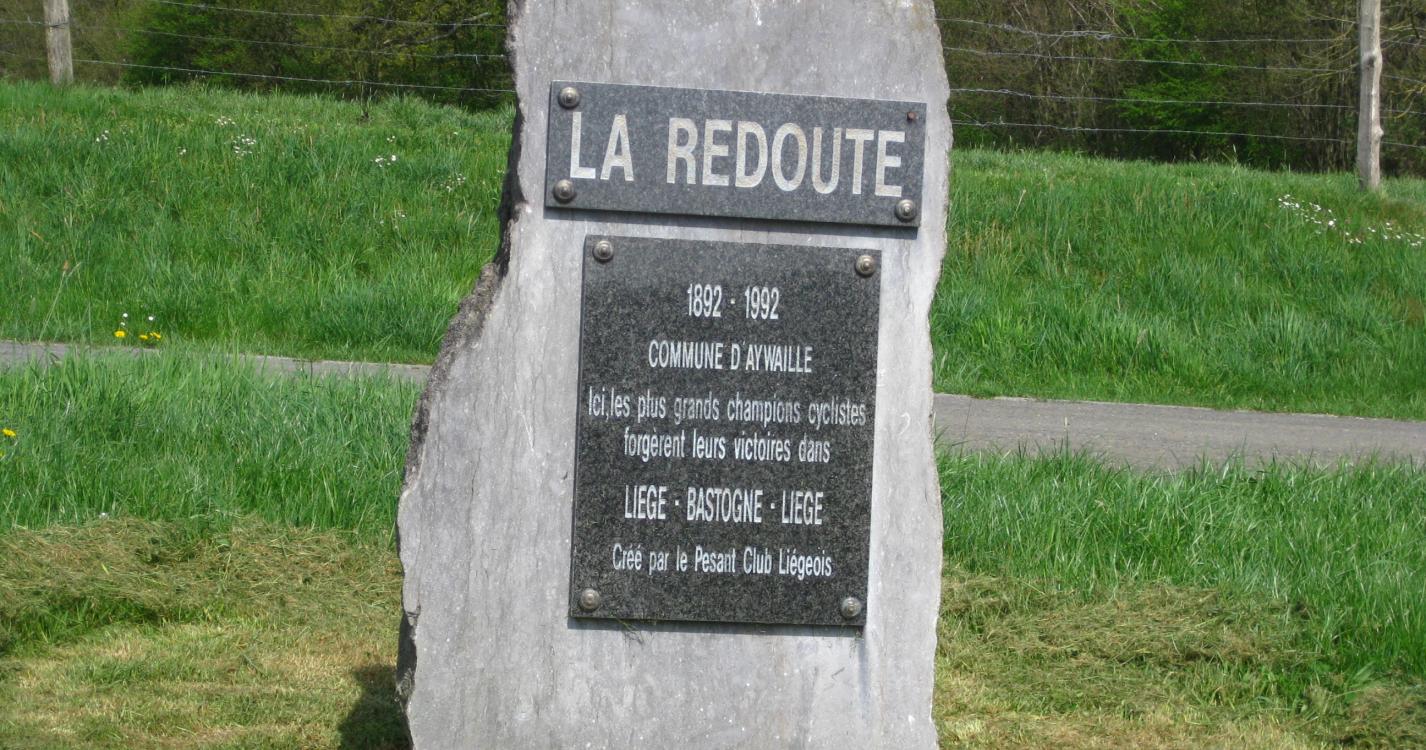 LA REDOUTE
1892 - 1992
COMMUNE D'AYWAILLE
Ici,les plus grands champions cyclistes
forgèrent leurs victoires dans
LIEGE - BASTOGNE - LIEGE
Créé par le Pesant Club Liégeois